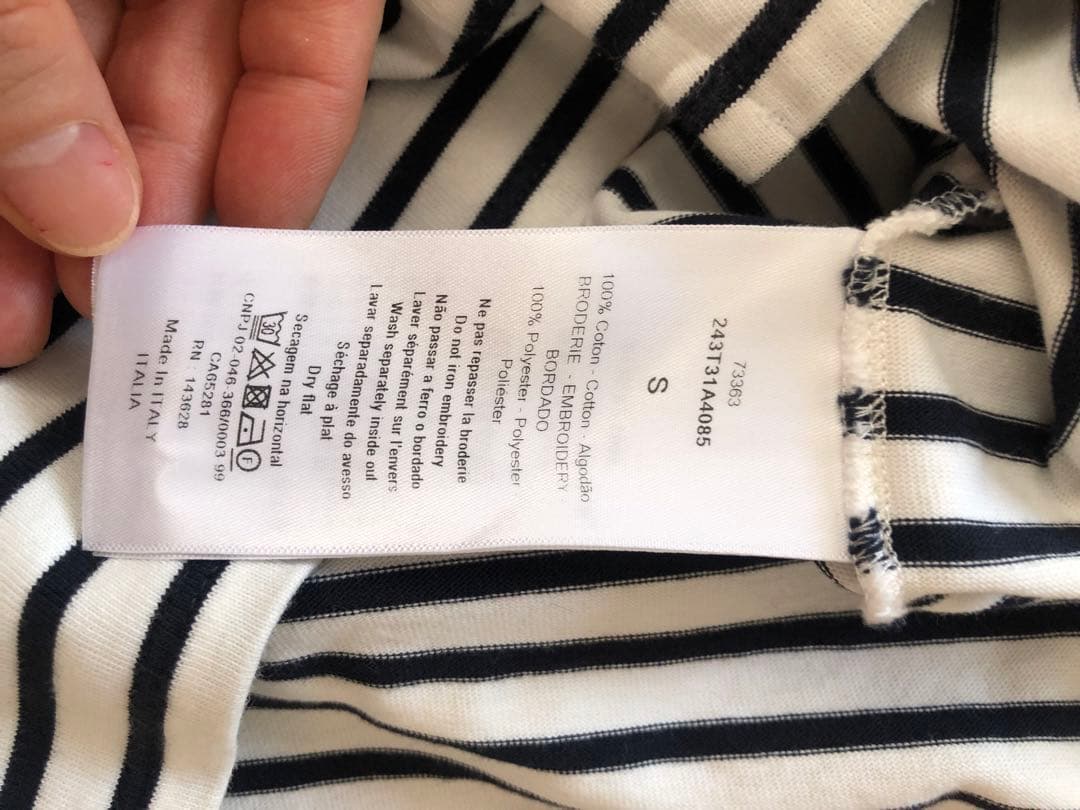 73363
243T31A4085
S
100% Coton - Cotton - Algodão
BRODERIE - EMBROIDERY
BORDADO
100% Polyester - Polyester
Poliéster
Ne pas repasser la broderie
Do not iron embroidery
Não passar a ferro o bordado
Laver séparément sur l'envers
Wash separately inside out
Lavar separadamente do avesso
Séchage à plat
Dry flat
Secagem na horizontal
30 F
CNPJ 02-046-366/0003 99
CA65281
RN : 143628
Made In ITALY
ITALIA